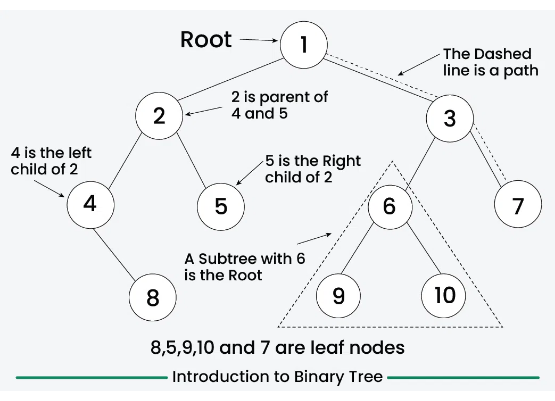 Root
1
The Dashed
line is a path
2 is parent of
4 and 5
2
3
4 is the left
child of 2
5 is the Right
child of 2
4
5
6
7
A Subtree with 6
is the Root
8
9
10
8,5,9,10 and 7 are leaf nodes
Introduction to Binary Tree